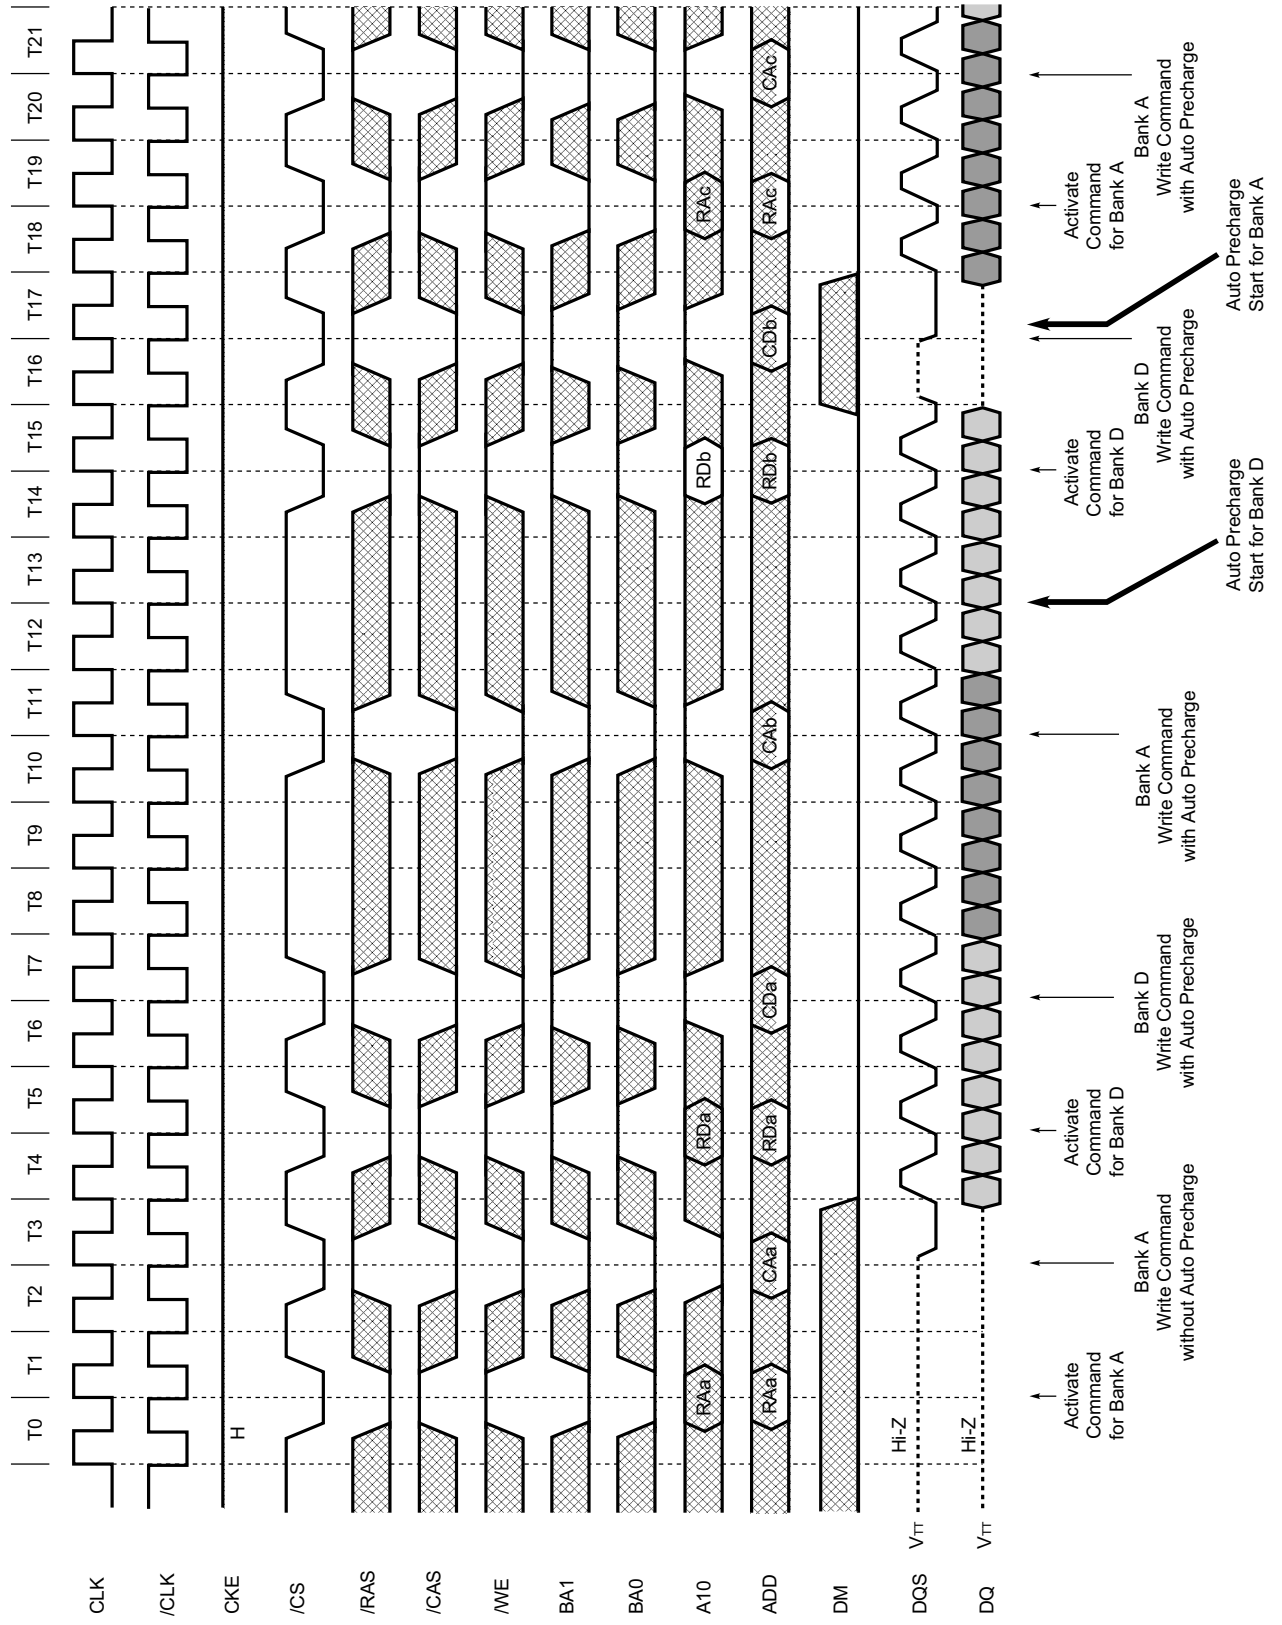 T0 T1 T2 T3 T4 T5 T6 T7 T8 T9 T10 T11 T12 T13 T14 T15 T16 T17 T18 T19 T20 T21
CLK
/CLK
CKE
H
/CS
/RAS
/CAS
/WE
BA1
BA0
A10
RAa RDa RDb RAc
ADD
RAa CAa RDa CDa CAb RDb CDb RAc CAc
DM
DQS
VTT
Hi-Z
DQ
VTT
Hi-Z
Activate
Command
for Bank A
Bank A
Write Command
without Auto Precharge
Activate
Command
for Bank D
Bank D
Write Command
with Auto Precharge
Bank A
Write Command
with Auto Precharge
Auto Precharge
Start for Bank D
Activate
Command
for Bank D
Bank D
Write Command
with Auto Precharge
Auto Precharge
Start for Bank A
Activate
Command
for Bank A
Bank A
Write Command
with Auto Precharge